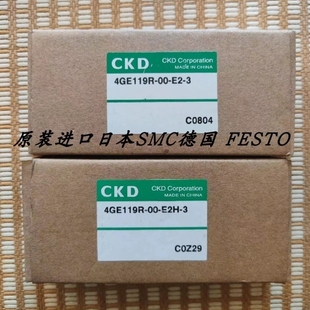 CKD
CKD Corporation
MADE IN CHINA
4GE119R-00-E2-3
C0804
原装进口日本SMC德国 FESTO
CKD
CKD Corporation
MADE IN CHINA
4GE119R-00-E2H-3
C0Z29